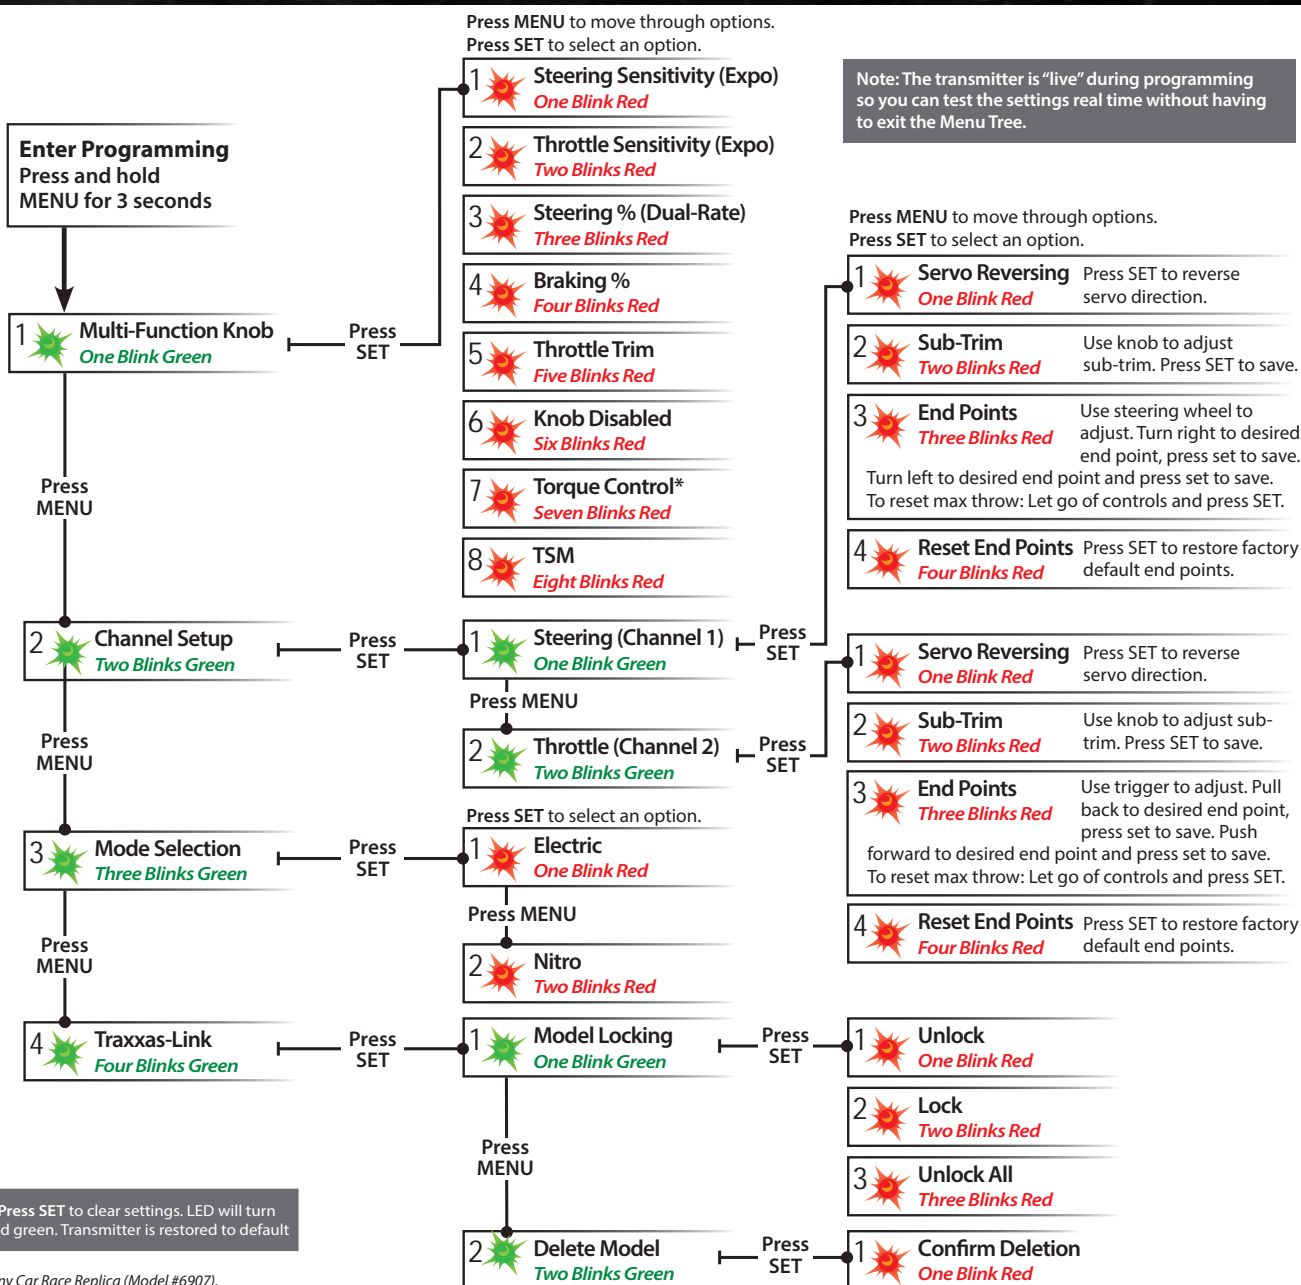 Press MENU to move through options.
Press SET to select an option.
1 Steering Sensitivity (Expo)
One Blink Red
2 Throttle Sensitivity (Expo)
Two Blinks Red
3 Steering % (Dual-Rate)
Three Blinks Red
4 Braking %
Four Blinks Red
5 Throttle Trim
Five Blinks Red
6 Knob Disabled
Six Blinks Red
7 Torque Control*
Seven Blinks Red
8 TSM
Eight Blinks Red
Note: The transmitter is “live” during programming
so you can test the settings real time without having
to exit the Menu Tree.
Enter Programming
Press and hold
MENU for 3 seconds
1 Multi-Function Knob
One Blink Green
Press
SET
Press
MENU
2 Channel Setup
Two Blinks Green
Press
SET
1 Steering (Channel 1)
One Blink Green
Press
SET
Press MENU
2 Throttle (Channel 2)
Two Blinks Green
Press
SET
Press MENU to move through options.
Press SET to select an option.
1 Servo Reversing Press SET to reverse
One Blink Red servo direction.
2 Sub-Trim Use knob to adjust
Two Blinks Red sub-trim. Press SET to save.
3 End Points Use steering wheel to
Three Blinks Red adjust. Turn right to desired
end point, press set to save.
Turn left to desired end point and press set to save.
To reset max throw: Let go of controls and press SET.
4 Reset End Points Press SET to restore factory
Four Blinks Red default end points.
1 Servo Reversing Press SET to reverse
One Blink Red servo direction.
2 Sub-Trim Use knob to adjust sub-
Two Blinks Red trim. Press SET to save.
3 End Points Use trigger to adjust. Pull
Three Blinks Red back to desired end point,
press set to save. Push
forward to desired end point and press set to save.
To reset max throw: Let go of controls and press SET.
4 Reset End Points Press SET to restore factory
Four Blinks Red default end points.
Press
MENU
3 Mode Selection
Three Blinks Green
Press
SET
Press SET to select an option.
1 Electric
One Blink Red
Press MENU
2 Nitro
Two Blinks Red
Press
MENU
4 Traxxas-Link
Four Blinks Green
Press
SET
1 Model Locking
One Blink Green
Press
SET
1 Unlock
One Blink Red
2 Lock
Two Blinks Red
3 Unlock All
Three Blinks Red
Press
MENU
2 Delete Model
Two Blinks Green
Press
SET
1 Confirm Deletion
One Blink Red
Press SET to clear settings. LED will turn
d green. Transmitter is restored to default
ny Car Race Replica (Model #6907).